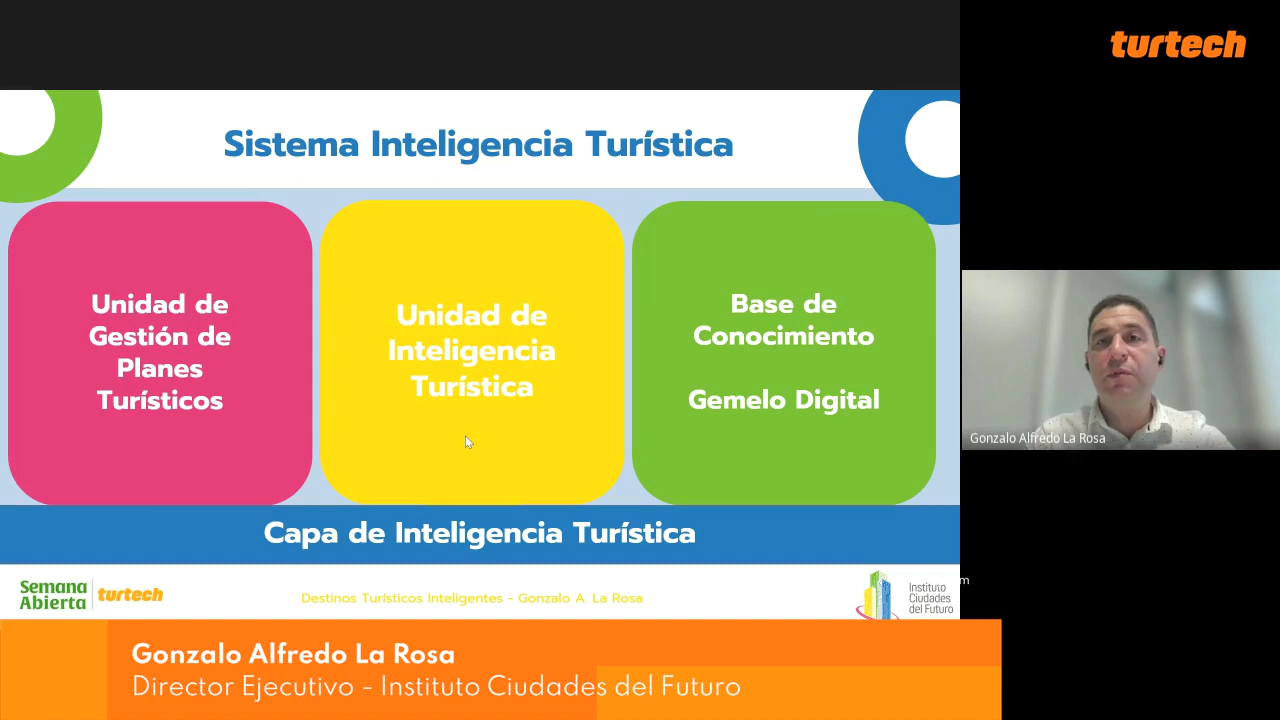 turtech
Sistema Inteligencia Turística
Unidad de
Gestión de
Planes
Turísticos
Unidad de
Inteligencia
Turística
Base de
Conocimiento
Gemelo Digital
Gonzalo Alfredo La Rosa
Capa de Inteligencia Turística
Semana
Abierta
turtech
Destinos Turísticos Inteligentes - Gonzalo A. La Rosa
Instituto
Ciudades
del Futuro
m
Gonzalo Alfredo La Rosa
Director Ejecutivo - Instituto Ciudades del Futuro